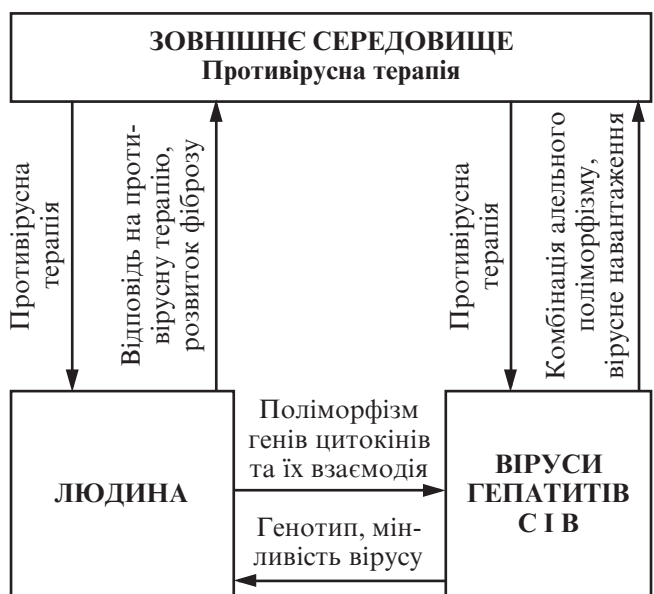 ЗОВНІШНЄ СЕРЕДОВИЩЕ
Противірусна терапія
Противірусна
терапія
Відповідь на проти-
вірусну терапію,
розвиток фіброзу
Противірусна
терапія
Комбінація алельного
поліморфізму,
вірусне навантаження
ЛЮДИНА
Поліморфізм
генів цитокінів
та їх взаємодія
Генотип, мін-
ливість вірусу
ВІРУСИ
ГЕПАТИТІВ
С І В